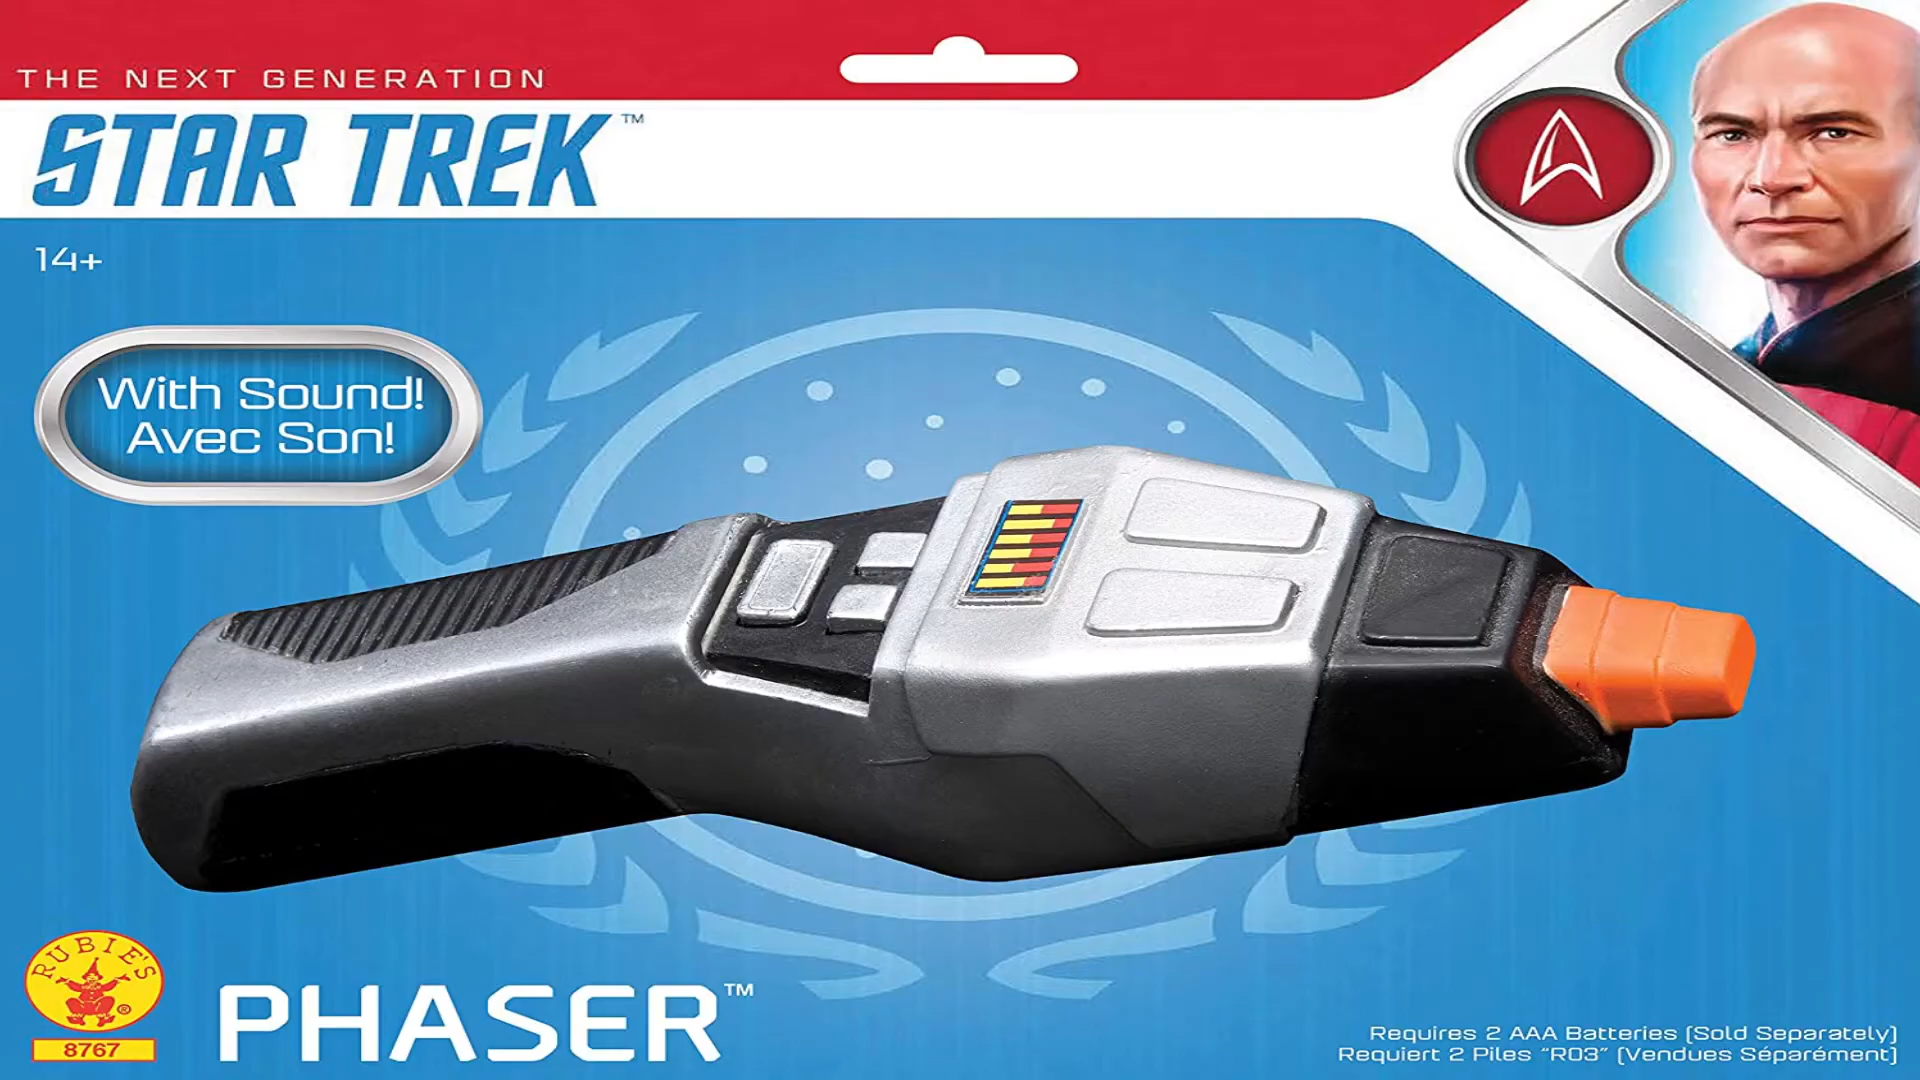 THE NEXT GENERATION
STAR TREK™
14+
With Sound!
Avec Son!
RUBIE'S
®
8767
PHASER™
Requires 2 AAA Batteries (Sold Separately)
Requiert 2 Piles “R03” (Vendues Séparément)